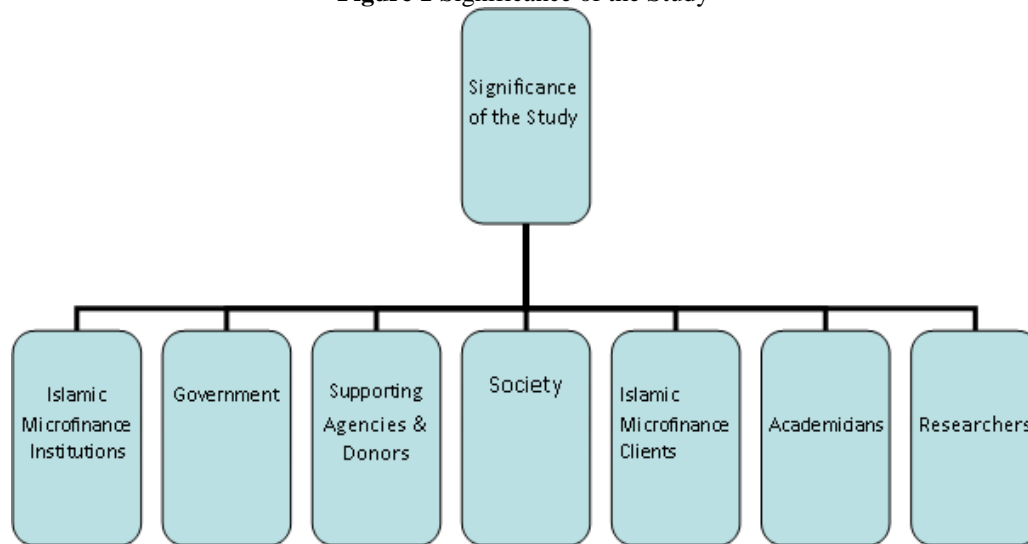 Figure 1 Significance of the Study
Significance
of the Study
Islamic
Microfinance
Institutions
Government
Supporting
Agencies &
Donors
Society
Islamic
Microfinance
Clients
Academicians
Researchers